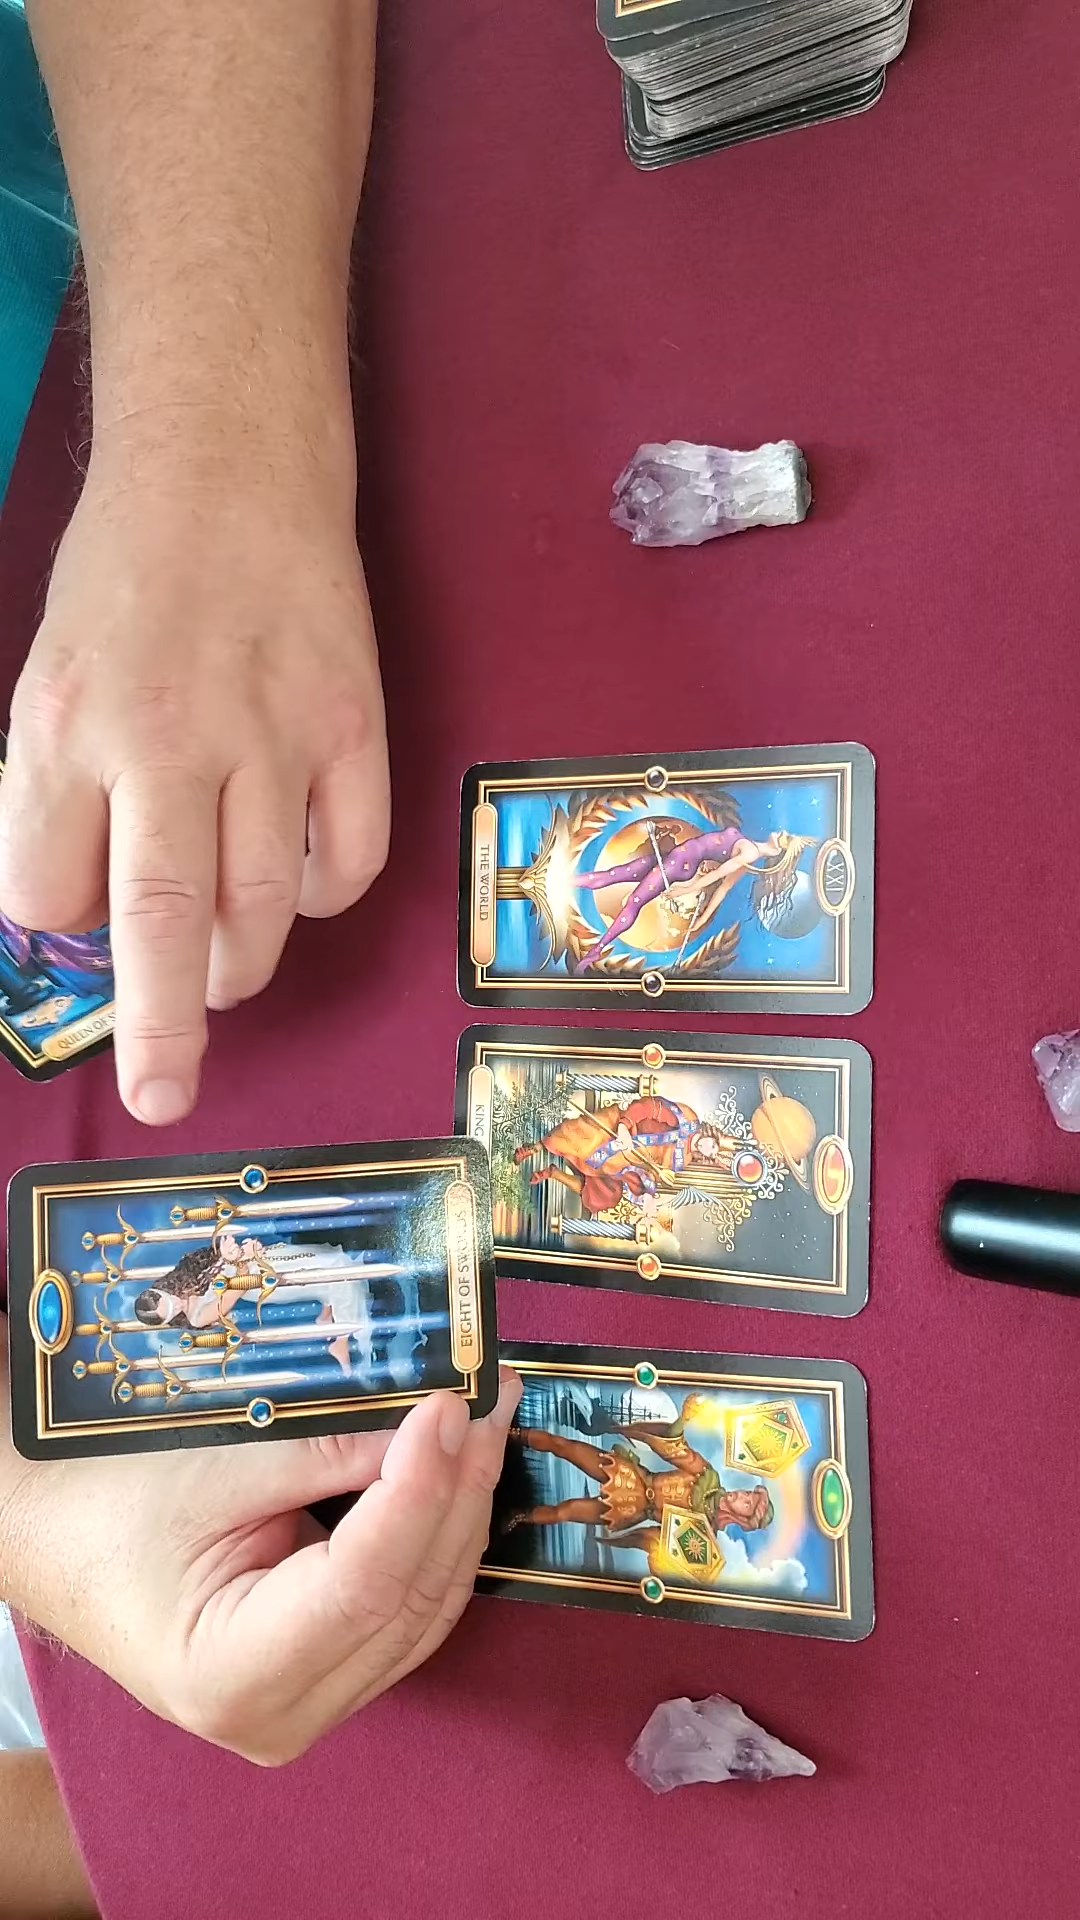 THE WORLD
XXI
KING
EIGHT OF SWORDS
QUEEN OF